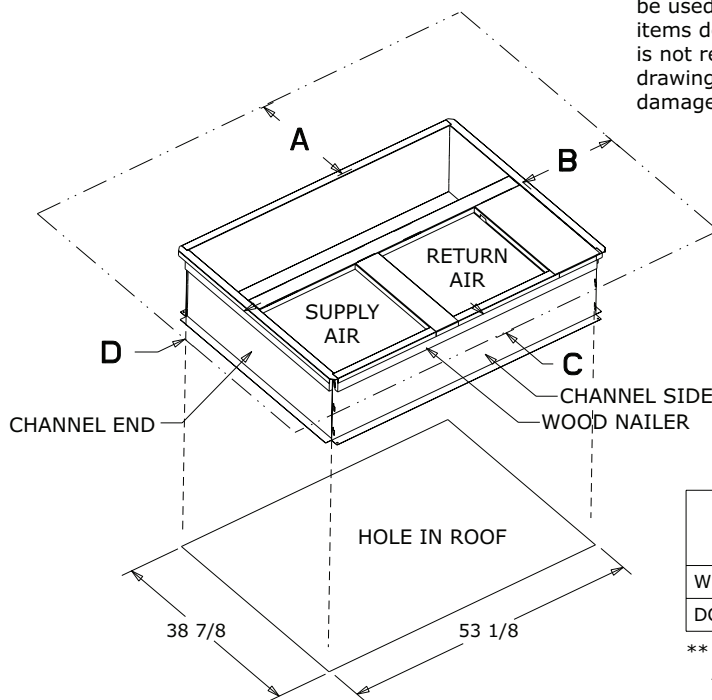 be used
items d
is not re
drawing
damage
A
B
RETURN
AIR
SUPPLY
AIR
D
C
CHANNEL SIDE
CHANNEL END
WOOD NAILER
HOLE IN ROOF
W
DO
38 7/8
53 1/8
**